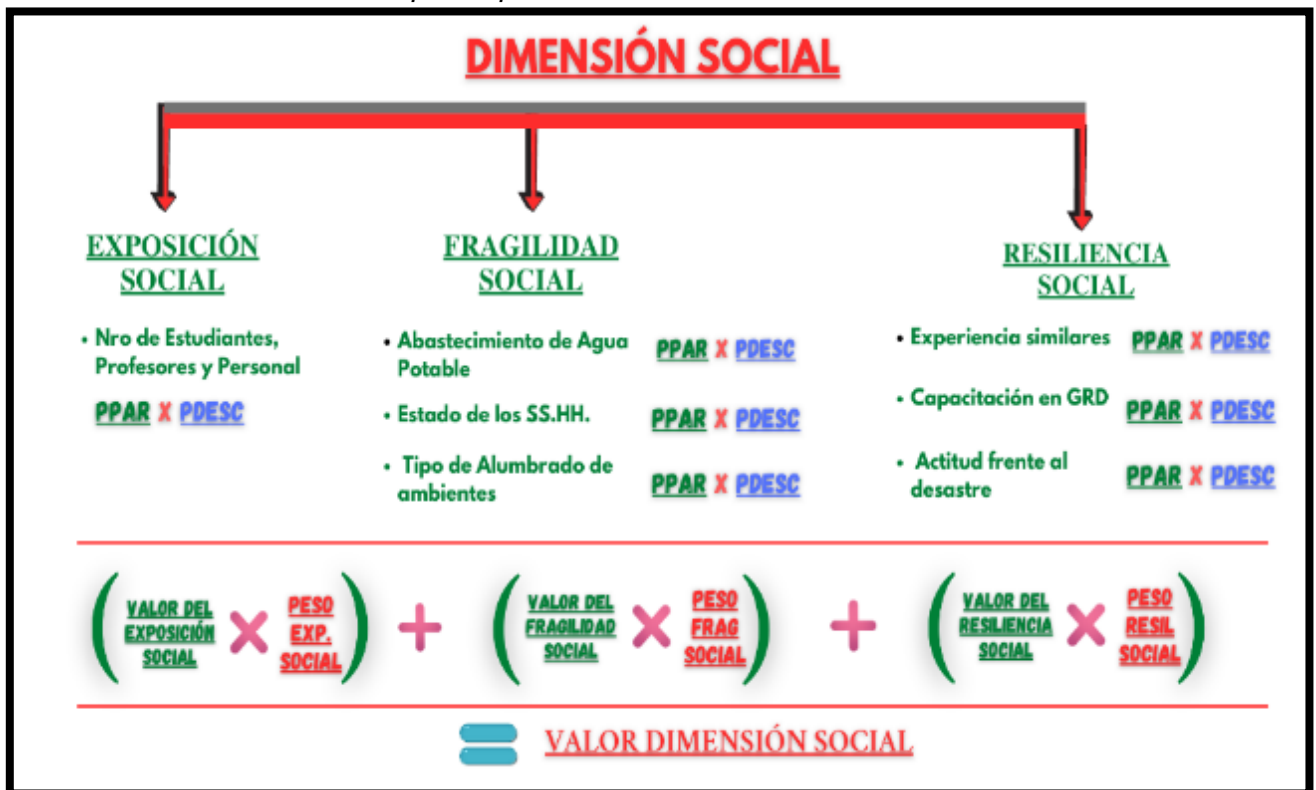 DIMENSIÓN SOCIAL
EXPOSICIÓN
SOCIAL
• Nro de Estudiantes,
Profesores y Personal
PPAR X PDESC
FRAGILIDAD
SOCIAL
• Abastecimiento de Agua
Potable
PPAR X PDESC
• Estado de los SS.HH.
PPAR X PDESC
• Tipo de Alumbrado de
ambientes
PPAR X PDESC
RESILIENCIA
SOCIAL
• Experiencia similares
PPAR X PDESC
• Capacitación en GRD
PPAR X PDESC
• Actitud frente al
desastre
PPAR X PDESC
(VALOR DEL
EXPOSICIÓN
SOCIAL
×
PESO
EXP.
SOCIAL)
+
(VALOR DEL
FRAGILIDAD
SOCIAL
×
PESO
FRAG
SOCIAL)
+
(VALOR DEL
RESILIENCIA
SOCIAL
×
PESO
RESIL
SOCIAL)
= VALOR DIMENSIÓN SOCIAL